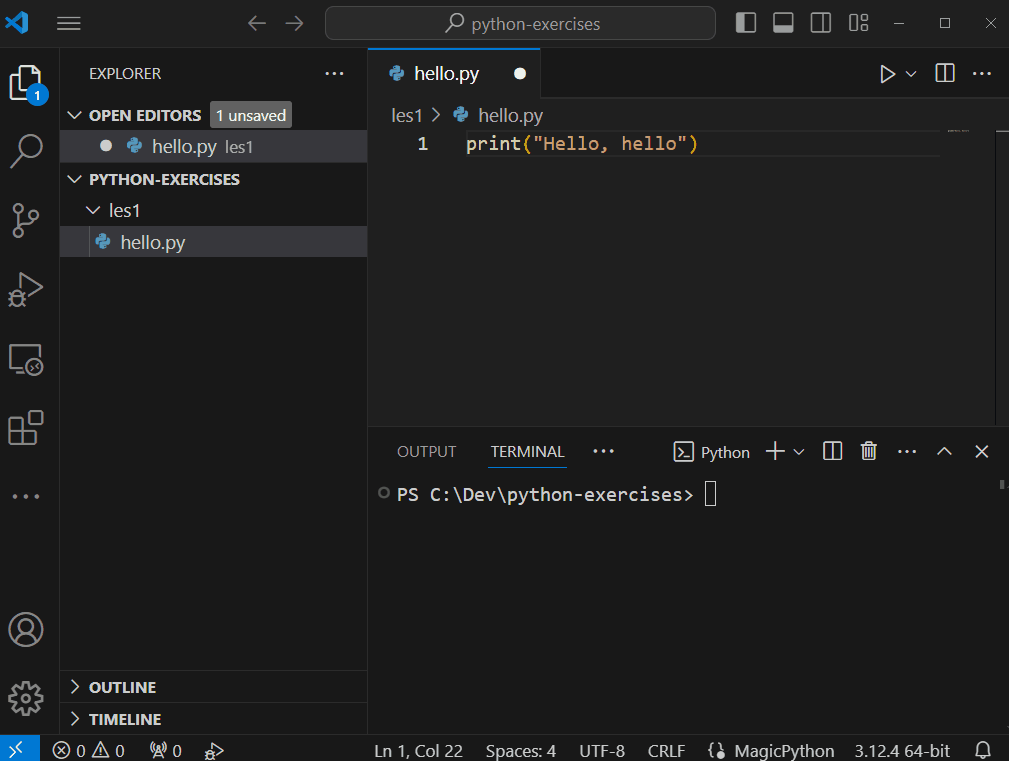 python-exercises
1
EXPLORER
OPEN EDITORS 1 unsaved
hello.py les1
PYTHON-EXERCISES
les1
hello.py
OUTLINE
TIMELINE
hello.py
les1 > hello.py
1 print("Hello, hello")
OUTPUT TERMINAL Python
PS C:\Dev\python-exercises>
0 0 0 Ln 1, Col 22 Spaces: 4 UTF-8 CRLF MagicPython 3.12.4 64-bit